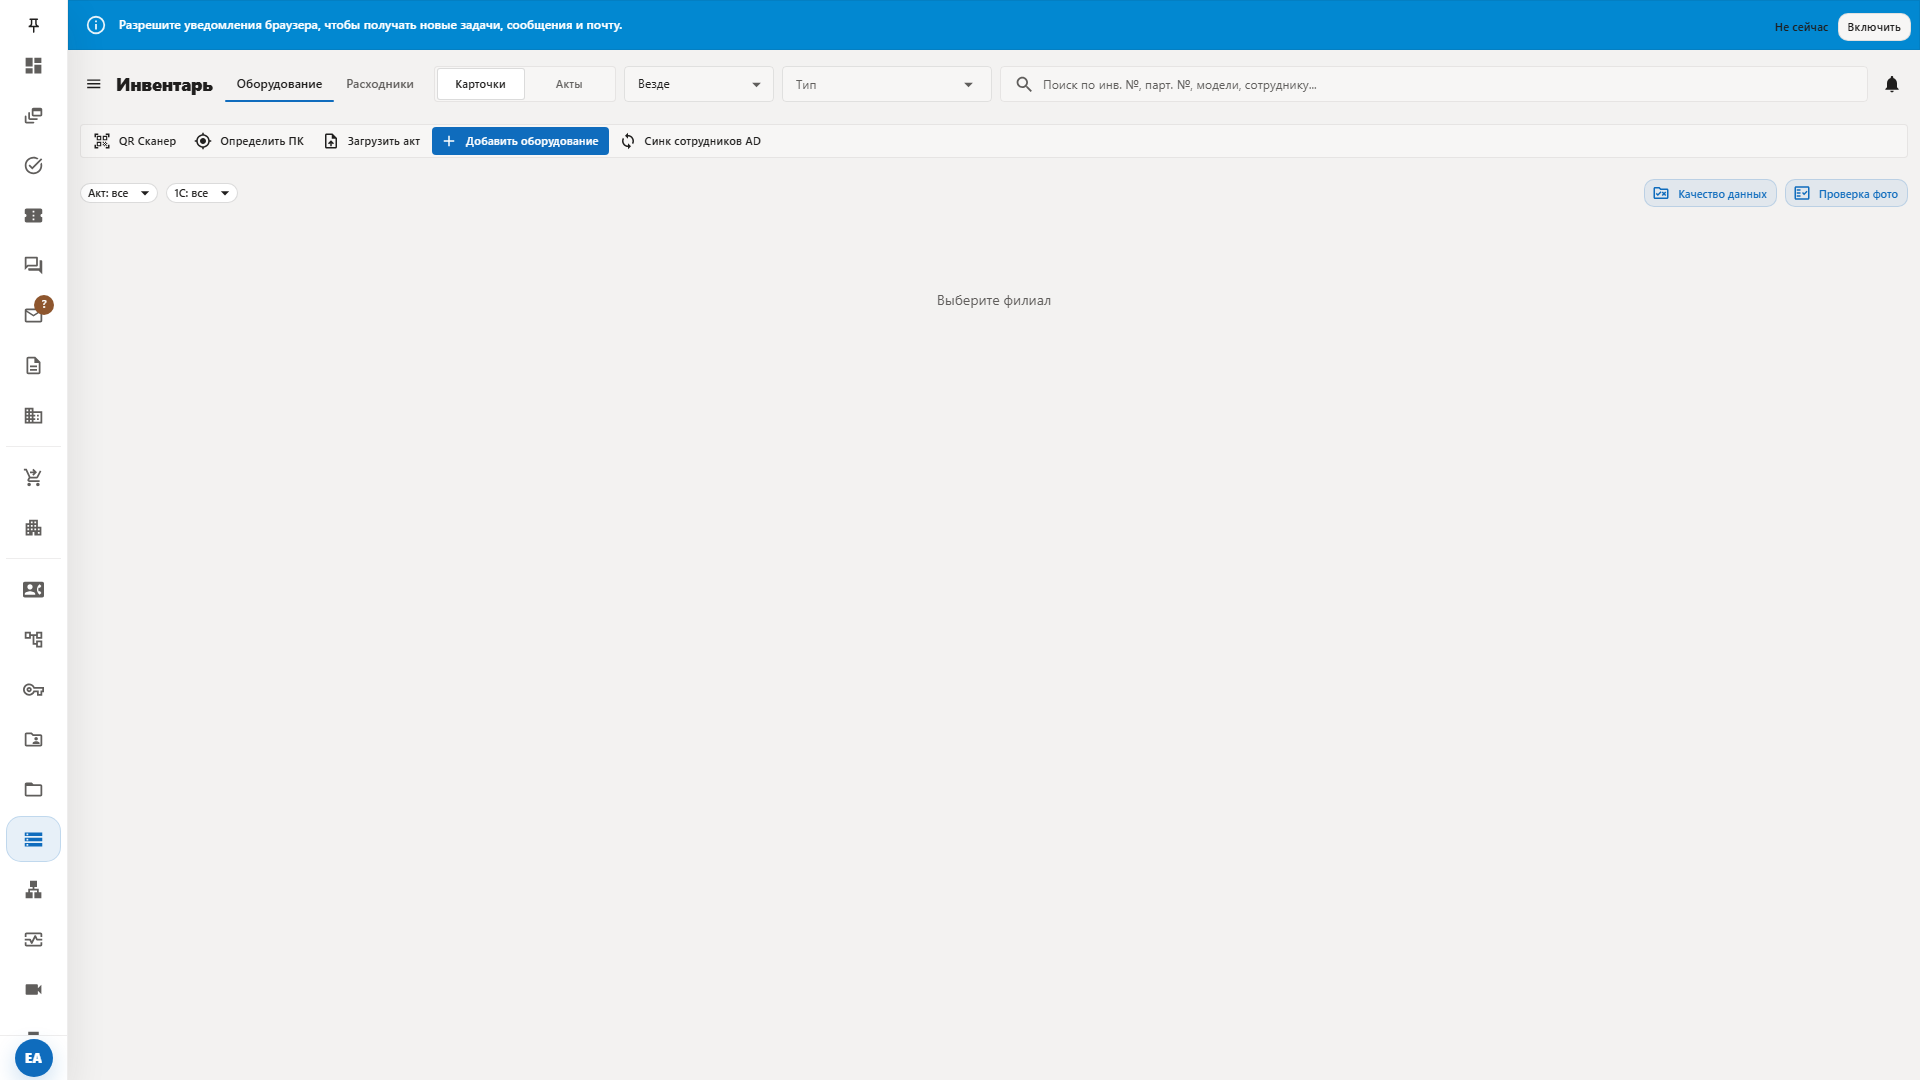 Разрешите уведомления браузера, чтобы получать новые задачи, сообщения и почту.
Не сейчас
Включить
Инвентарь
Оборудование
Расходники
Карточки
Акты
Везде
Тип
Поиск по инв. №, парт. №, модели, сотруднику...
QR Сканер
Определить ПК
Загрузить акт
Добавить оборудование
Синк сотрудников AD
Акт: все
1С: все
Качество данных
Проверка фото
?
Выберите филиал
EA